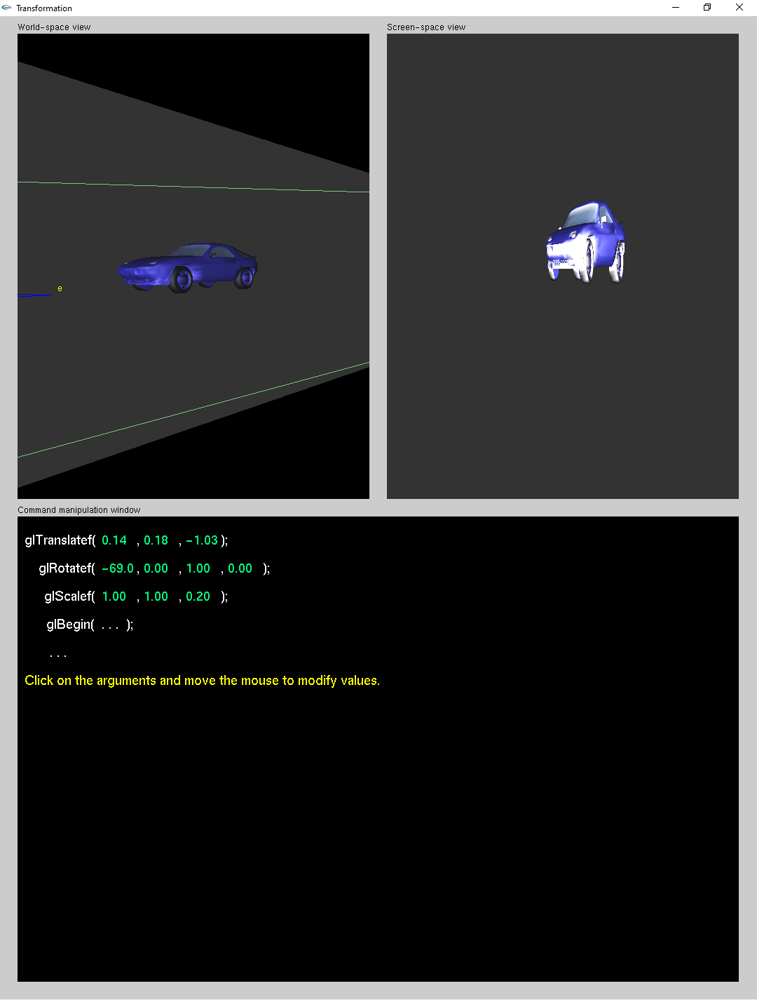 Transformation
World-space view
Screen-space view
e
Command manipulation window
glTranslatef( 0.14 , 0.18 , -1.03 );
glRotatef( -69.0 , 0.00 , 1.00 , 0.00 );
glScalef( 1.00 , 1.00 , 0.20 );
glBegin( . . . );
. . .
Click on the arguments and move the mouse to modify values.